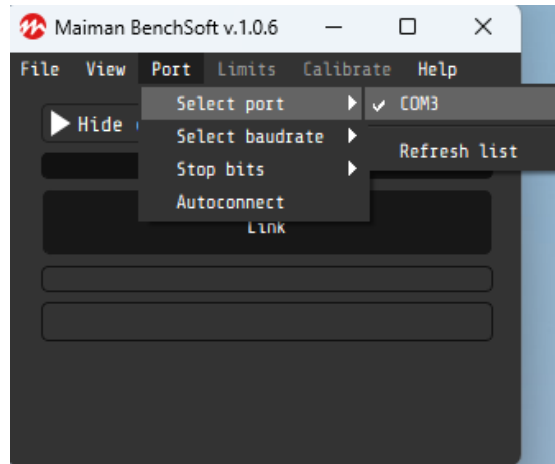 Maiman BenchSoft v.1.0.6
File View Port Limits Calibrate Help
Select port
COM3
Hide
Select baudrate
Refresh list
Stop bits
Autoconnect
Link